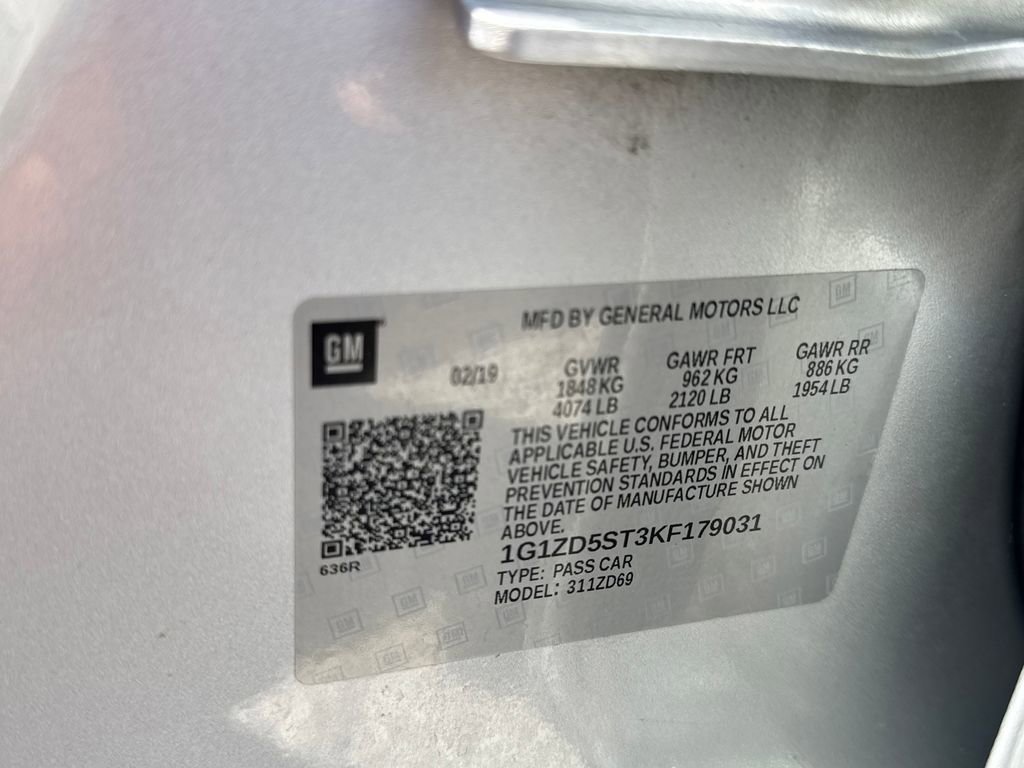 MFD BY GENERAL MOTORS LLC
GM
02/19
GVWR
1848 KG
4074 LB
GAWR FRT
962 KG
2120 LB
GAWR RR
886 KG
1954 LB
THIS VEHICLE CONFORMS TO ALL
APPLICABLE U.S. FEDERAL MOTOR
VEHICLE SAFETY, BUMPER, AND THEFT
PREVENTION STANDARDS IN EFFECT ON
THE DATE OF MANUFACTURE SHOWN
ABOVE.
1G1ZD5ST3KF179031
TYPE: PASS CAR
MODEL: 311ZD69
636R